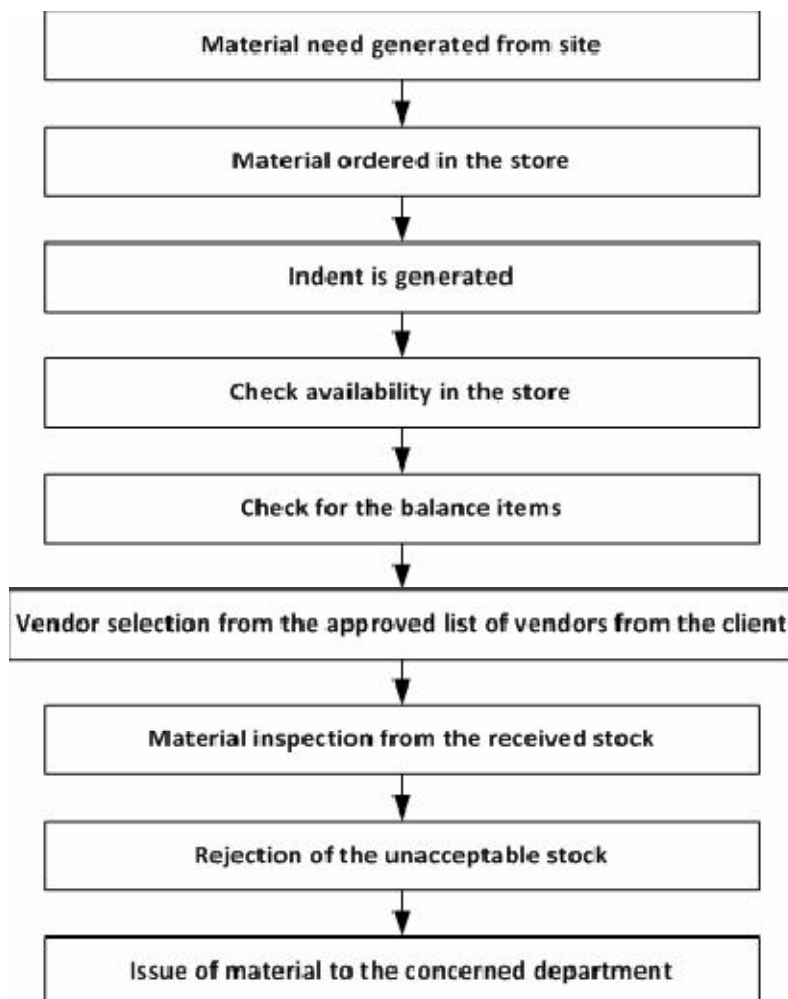 Material need generated from site
Material ordered in the store
Indent is generated
Check availability in the store
Check for the balance items
Vendor selection from the approved list of vendors from the client
Material inspection from the received stock
Rejection of the unacceptable stock
Issue of material to the concerned department